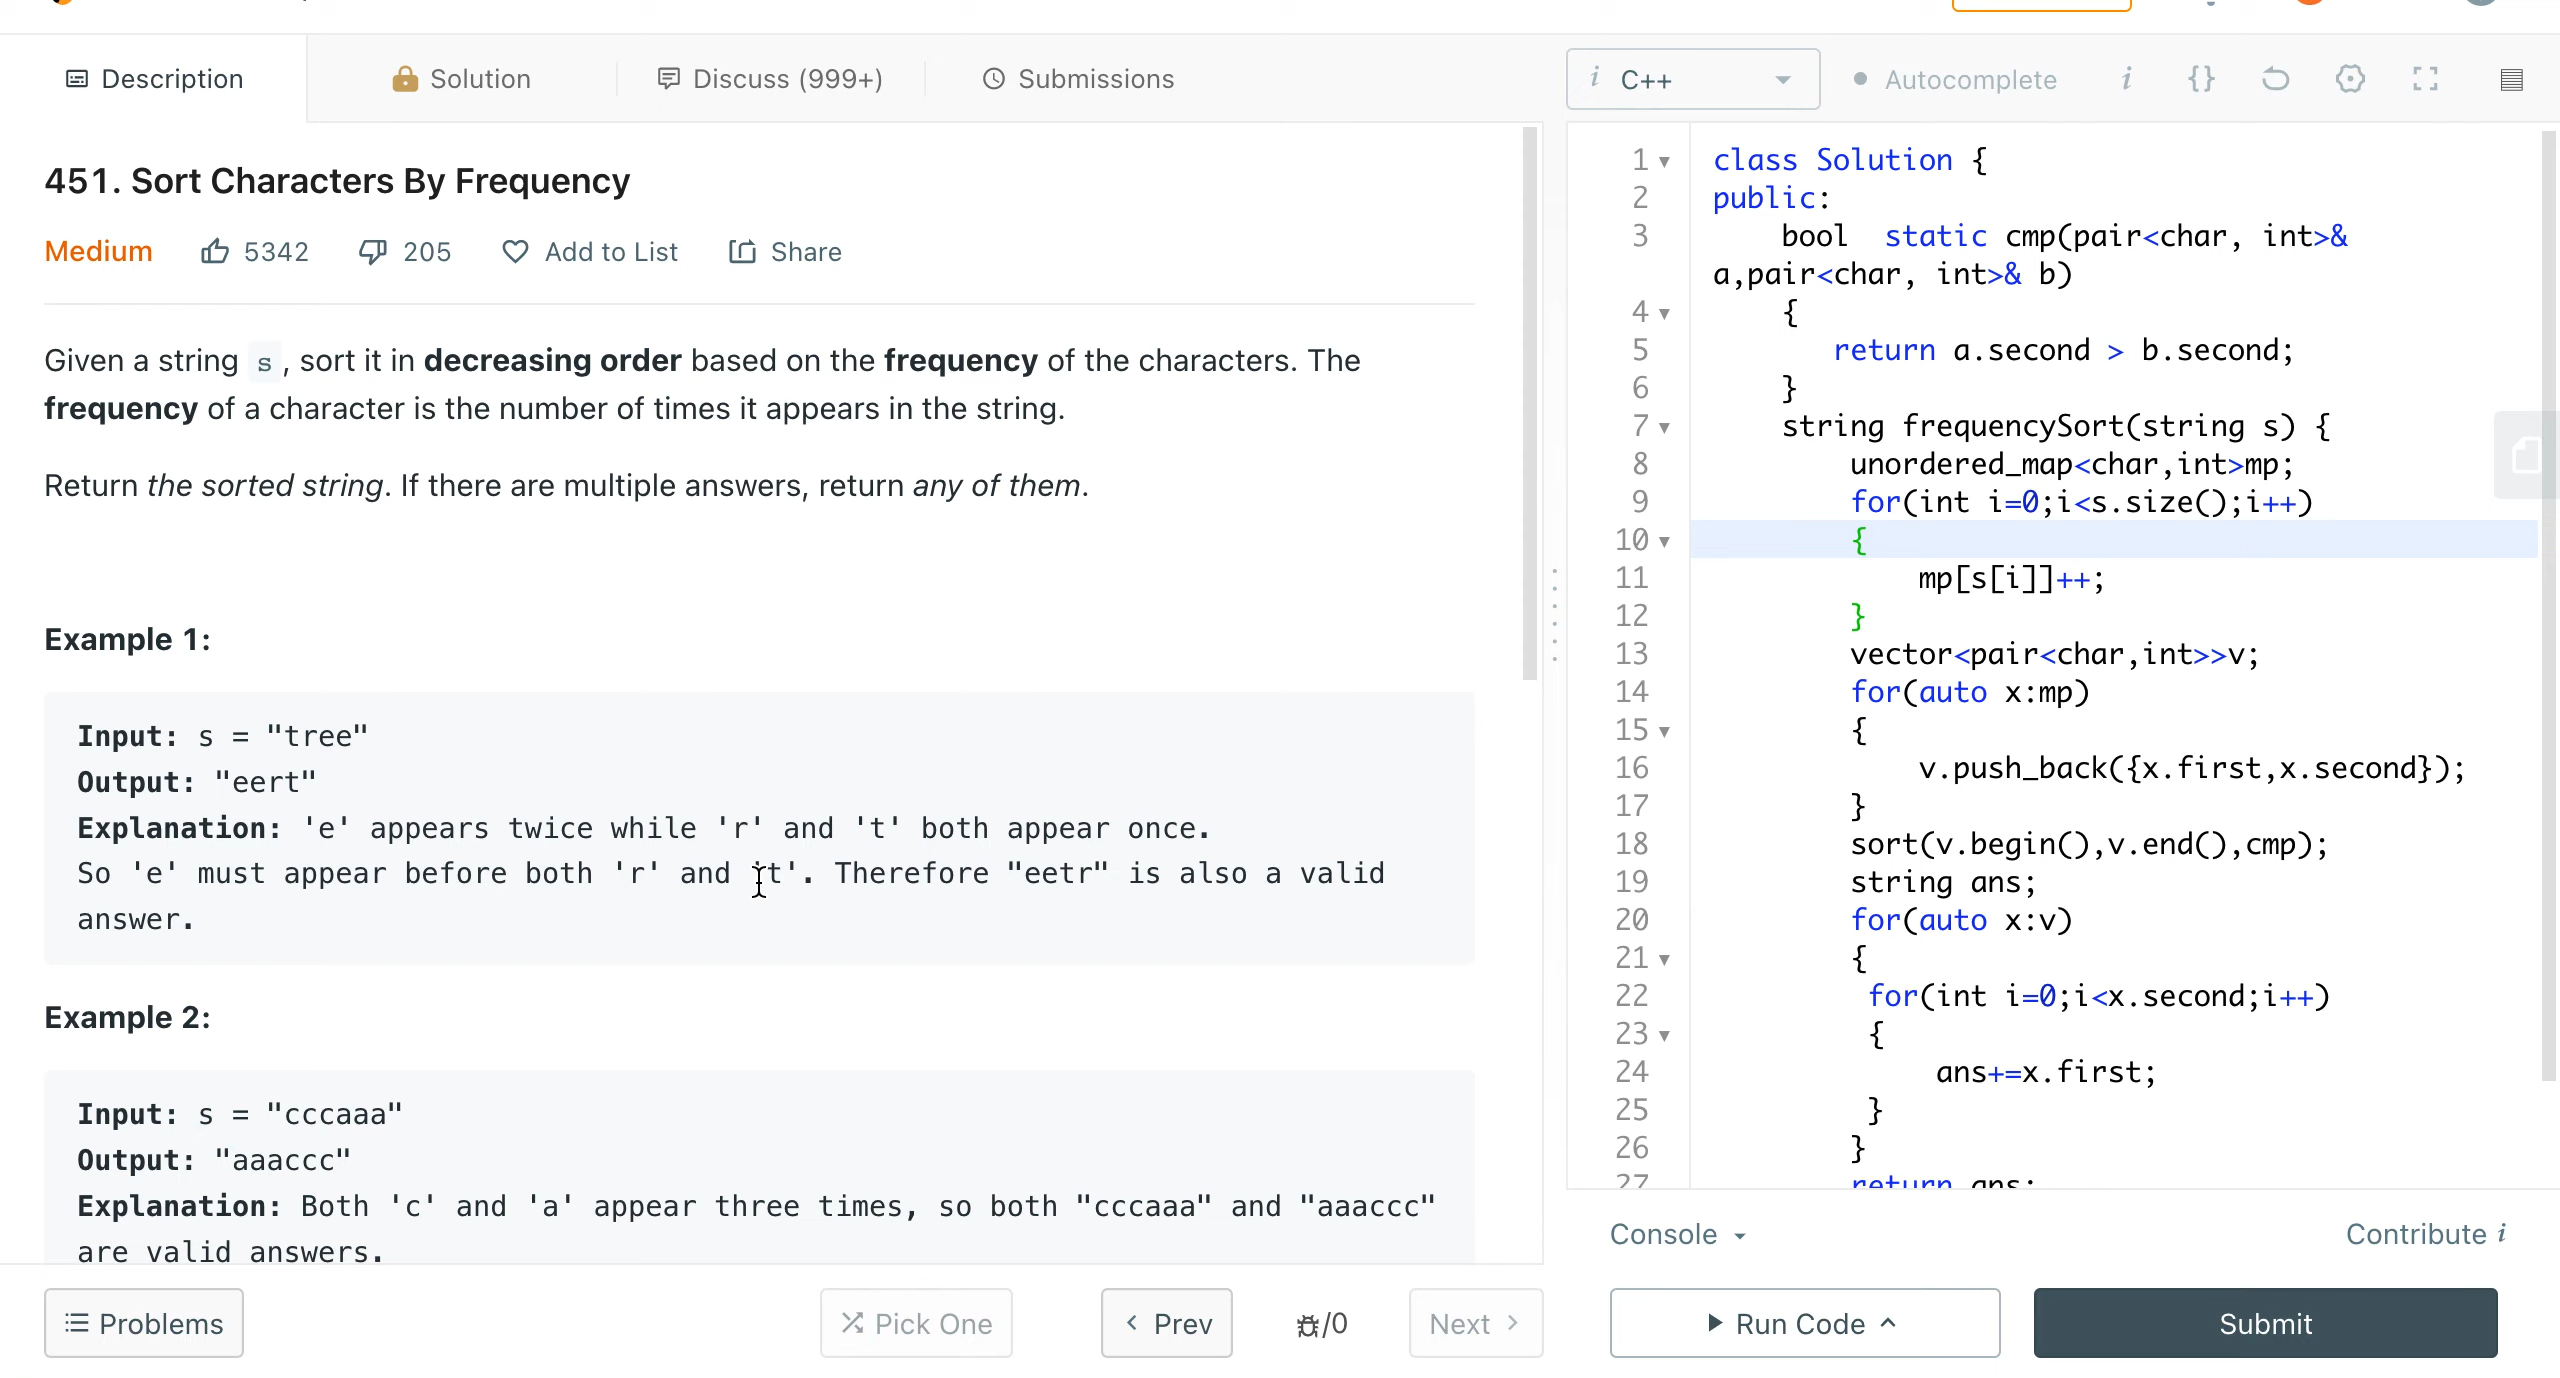 Description
Solution
Discuss (999+)
Submissions
451. Sort Characters By Frequency
Medium 5342 205 Add to List Share
Given a string s, sort it in decreasing order based on the frequency of the characters. The
frequency of a character is the number of times it appears in the string.
Return the sorted string. If there are multiple answers, return any of them.
Example 1:
Input: s = "tree"
Output: "eert"
Explanation: 'e' appears twice while 'r' and 't' both appear once.
So 'e' must appear before both 'r' and 't'. Therefore "eetr" is also a valid
answer.
Example 2:
Input: s = "cccaaa"
Output: "aaaccc"
Explanation: Both 'c' and 'a' appear three times, so both "cccaaa" and "aaaccc"
are valid answers.
Problems
Pick One
Prev
/0
Next
i C++
Autocomplete
i {}
1 class Solution {
2 public:
3     bool  static cmp(pair<char, int>&
a,pair<char, int>& b)
4     {
5        return a.second > b.second;
6     }
7     string frequencySort(string s) {
8         unordered_map<char,int>mp;
9         for(int i=0;i<s.size();i++)
10         {
11             mp[s[i]]++;
12         }
13         vector<pair<char,int>>v;
14         for(auto x:mp)
15         {
16             v.push_back({x.first,x.second});
17         }
18         sort(v.begin(),v.end(),cmp);
19         string ans;
20         for(auto x:v)
21         {
22          for(int i=0;i<x.second;i++)
23          {
24              ans+=x.first;
25          }
26         }
27         return ans;
Console
Contribute i
Run Code
Submit